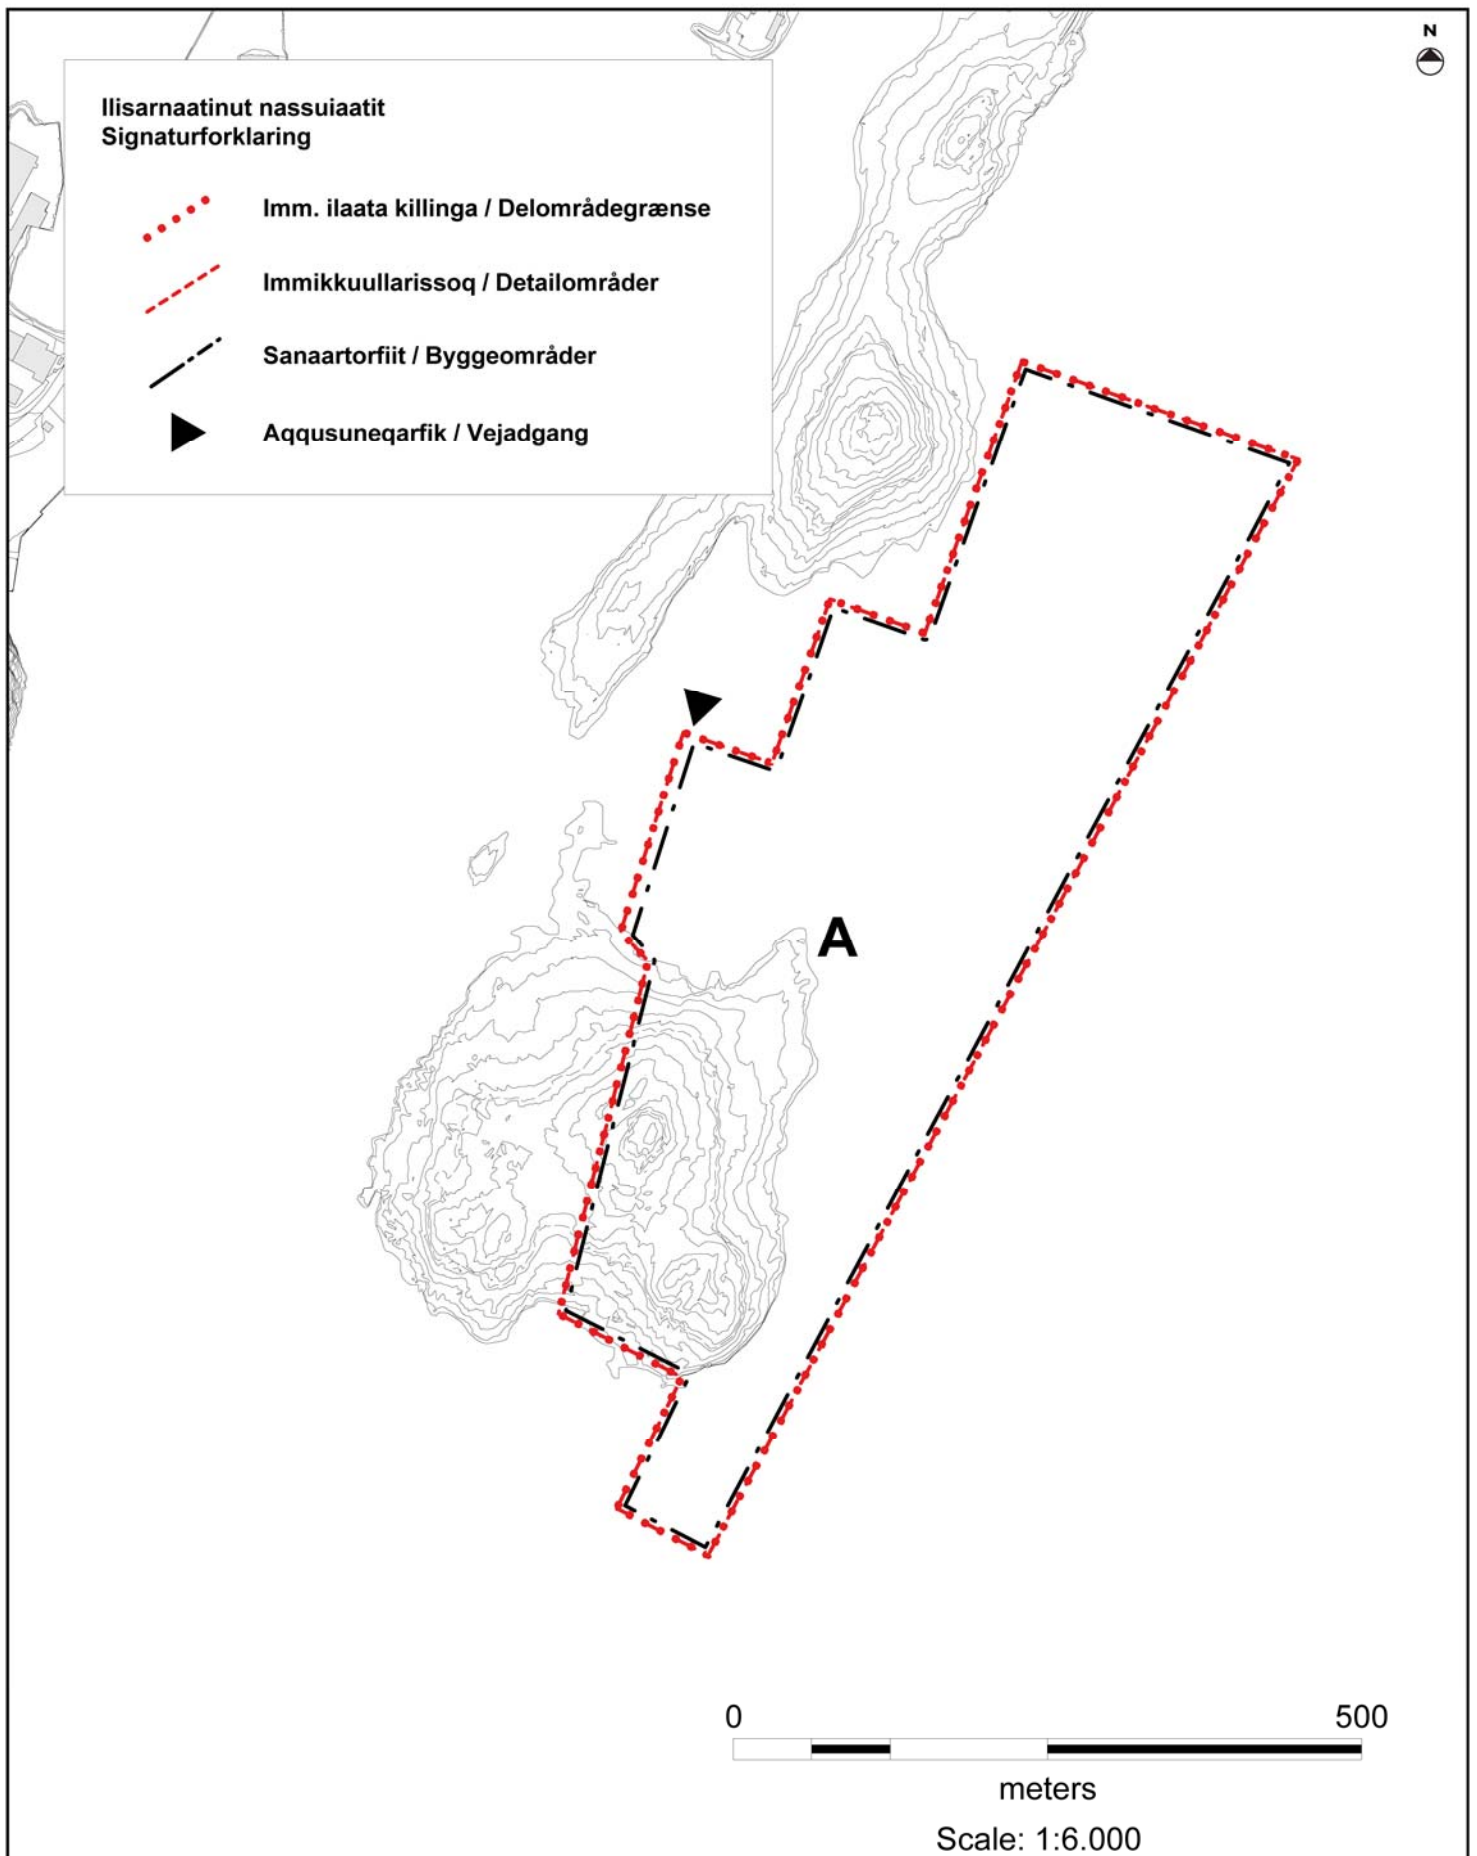 N
Ilisarnaatinut nassuiaatit
Signaturforklaring
Imm. ilaata killinga / Delområdegrænse
Immikkuullarissoq / Detailområder
Sanaartorfiit / Byggeområder
Aqqusuneqarfik / Vejadgang
A
0 500
meters
Scale: 1:6.000